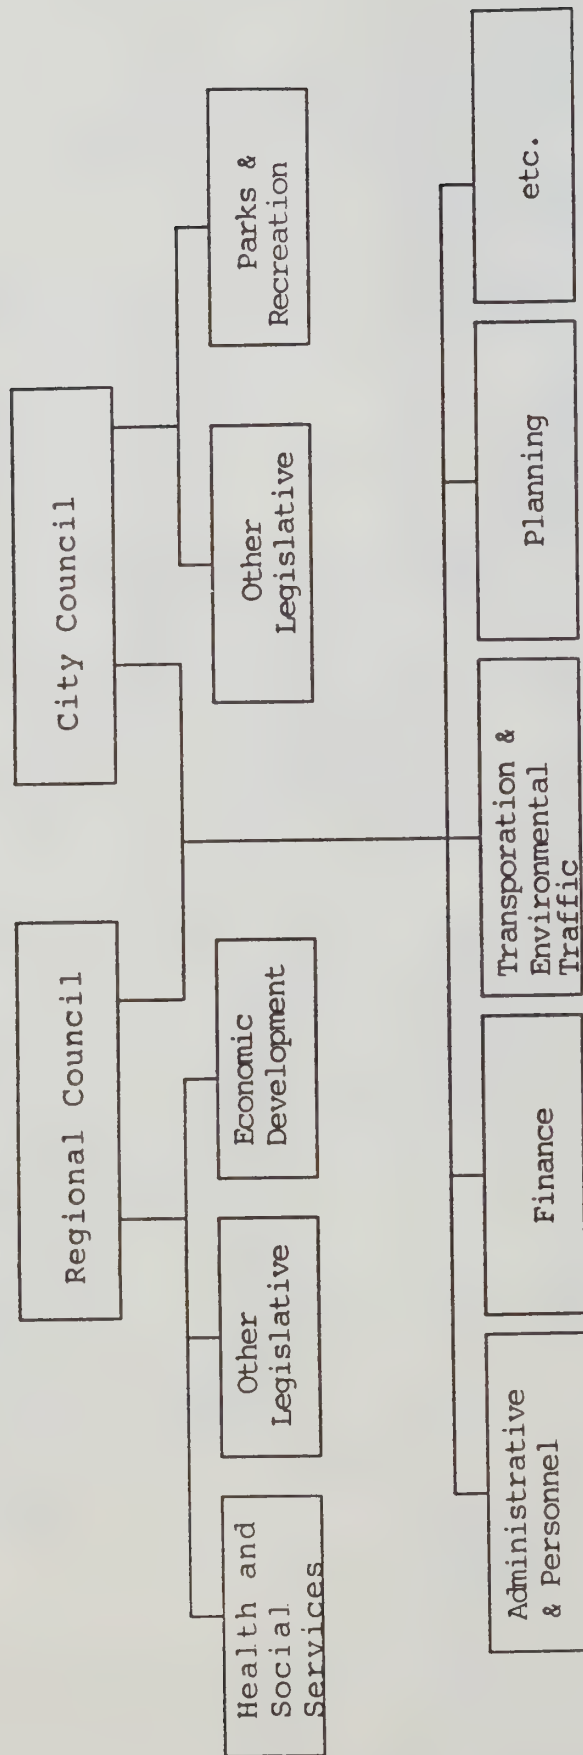 Regional Council
City Council
Health and
Social
Services
Other
Legislative
Economic
Development
Other
Legislative
Parks &
Recreation
Administrative
& Personnel
Finance
Transporation &
Environmental
Traffic
Planning
etc.